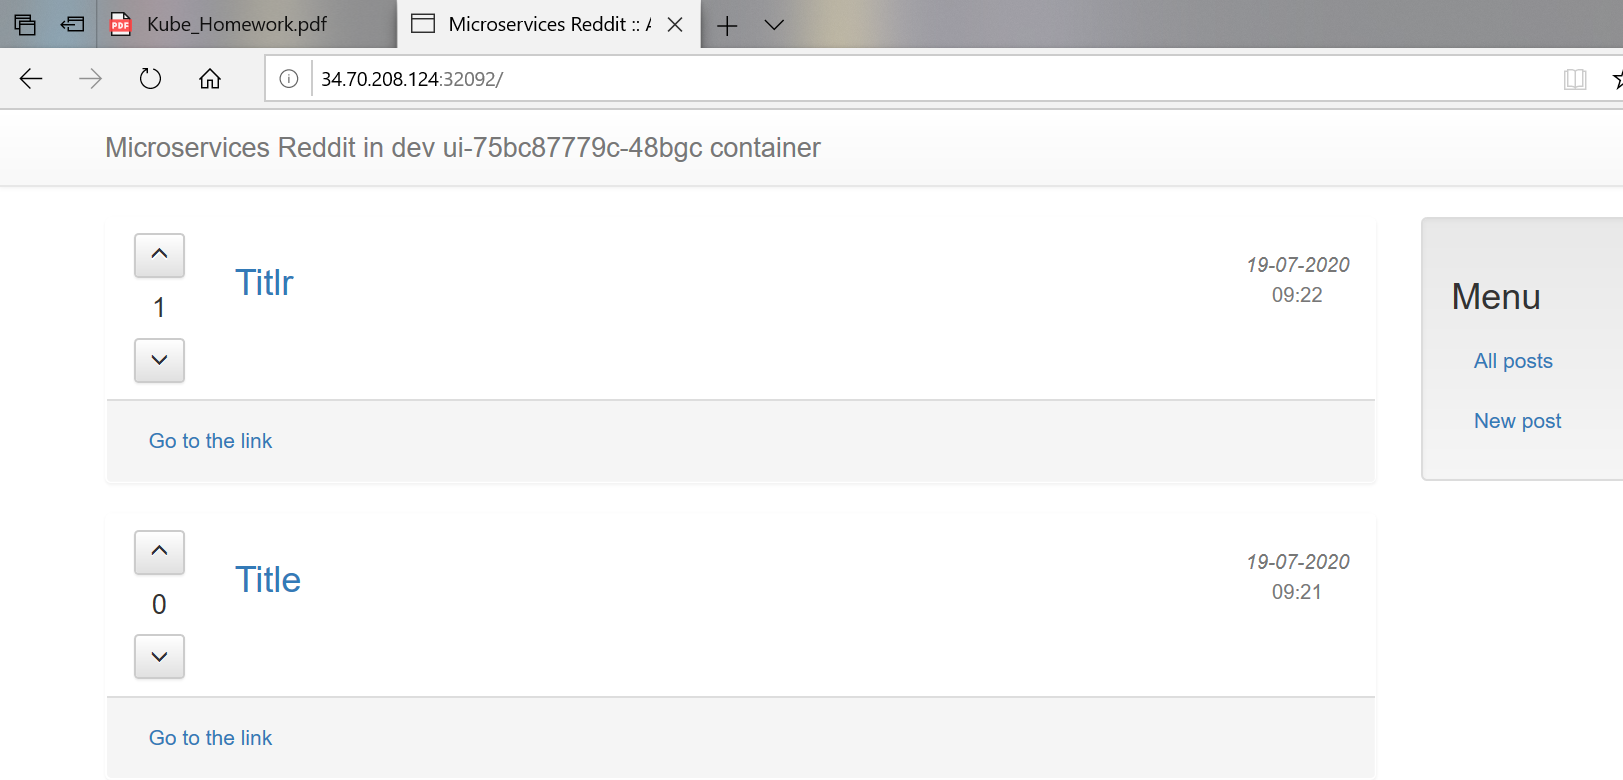 PDF Kube_Homework.pdf
Microservices Reddit :: A
34.70.208.124:32092/
Microservices Reddit in dev ui-75bc87779c-48bgc container
1
Titlr
19-07-2020
09:22
Go to the link
0
Title
19-07-2020
09:21
Go to the link
Menu
All posts
New post